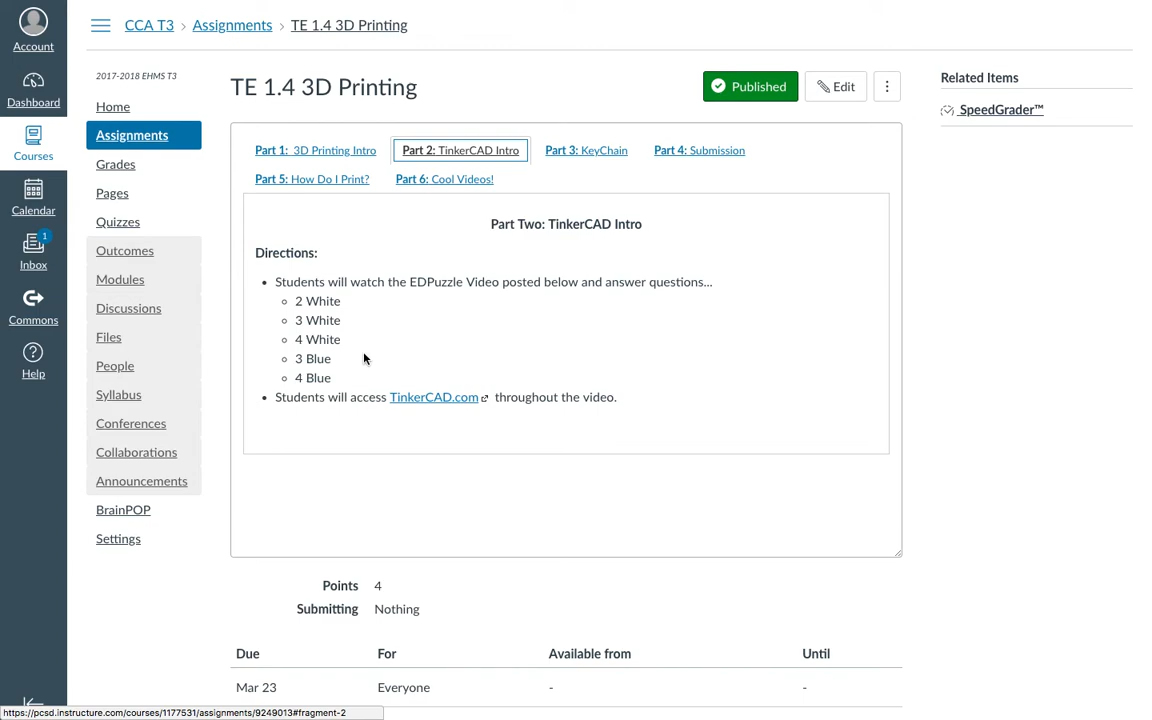 Account
Dashboard
Courses
Calendar
1
Inbox
Commons
Help
CCA T3 > Assignments > TE 1.4 3D Printing
2017-2018 EHMS T3
Home
Assignments
Grades
Pages
Quizzes
Outcomes
Modules
Discussions
Files
People
Syllabus
Conferences
Collaborations
Announcements
BrainPOP
Settings
TE 1.4 3D Printing
Published
Edit
Part 1: 3D Printing Intro
Part 2: TinkerCAD Intro
Part 3: KeyChain
Part 4: Submission
Part 5: How Do I Print?
Part 6: Cool Videos!
Part Two: TinkerCAD Intro
Directions:
Students will watch the EDPuzzle Video posted below and answer questions...
2 White
3 White
4 White
3 Blue
4 Blue
Students will access TinkerCAD.com throughout the video.
Points 4
Submitting Nothing
Due For Available from Until
Mar 23 Everyone - -
Related Items
SpeedGrader™
https://pcsd.instructure.com/courses/1177531/assignments/9249013#fragment-2